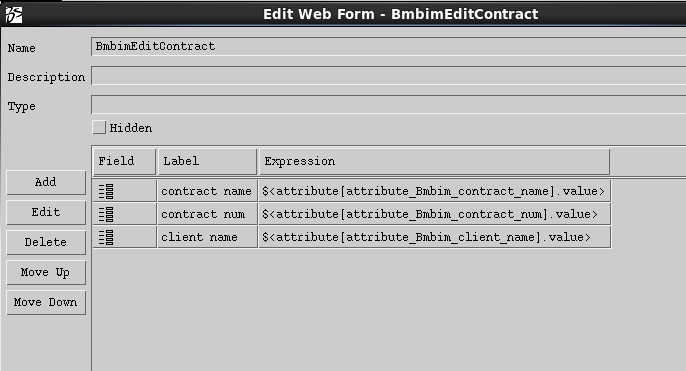 Edit Web Form - BmbimEditContract
Name BmbimEditContract
Description
Type
Hidden
Field Label Expression
contract name $<attribute[attribute_Bmbim_contract_name].value>
contract num $<attribute[attribute_Bmbim_contract_num].value>
client name $<attribute[attribute_Bmbim_client_name].value>
Add
Edit
Delete
Move Up
Move Down